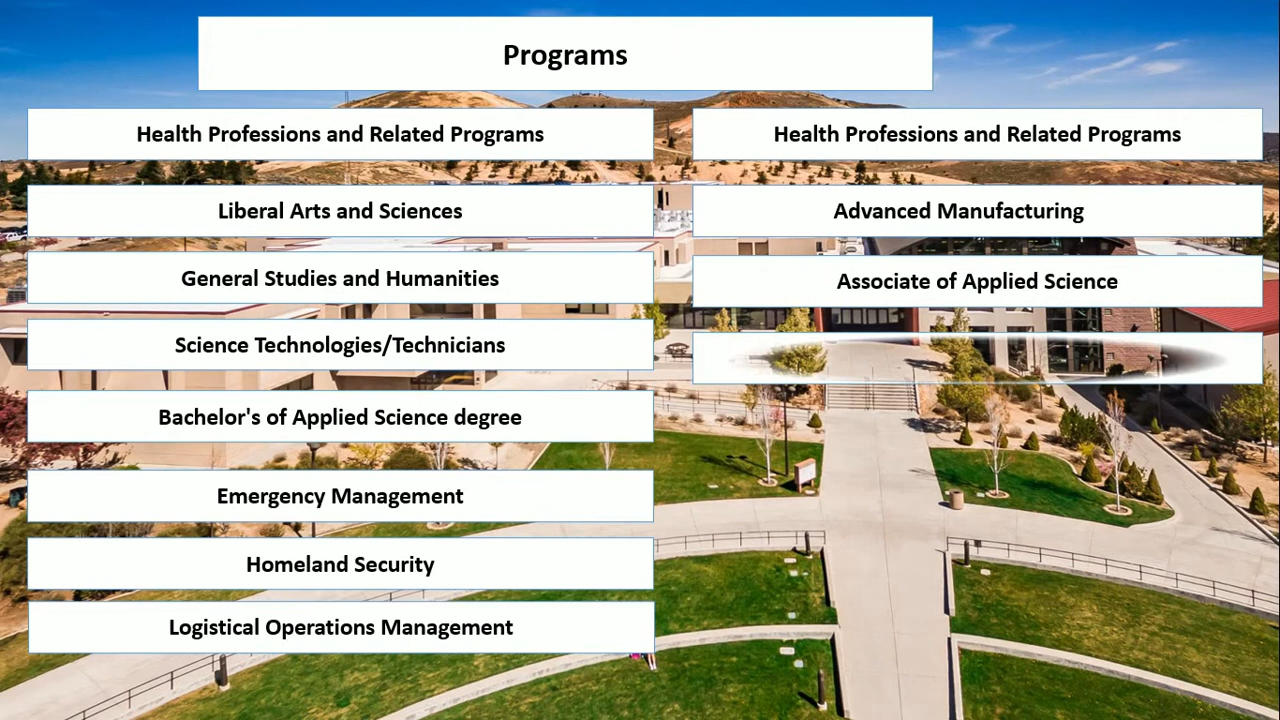 Programs
Health Professions and Related Programs
Liberal Arts and Sciences
General Studies and Humanities
Science Technologies/Technicians
Bachelor's of Applied Science degree
Emergency Management
Homeland Security
Logistical Operations Management
Health Professions and Related Programs
Advanced Manufacturing
Associate of Applied Science